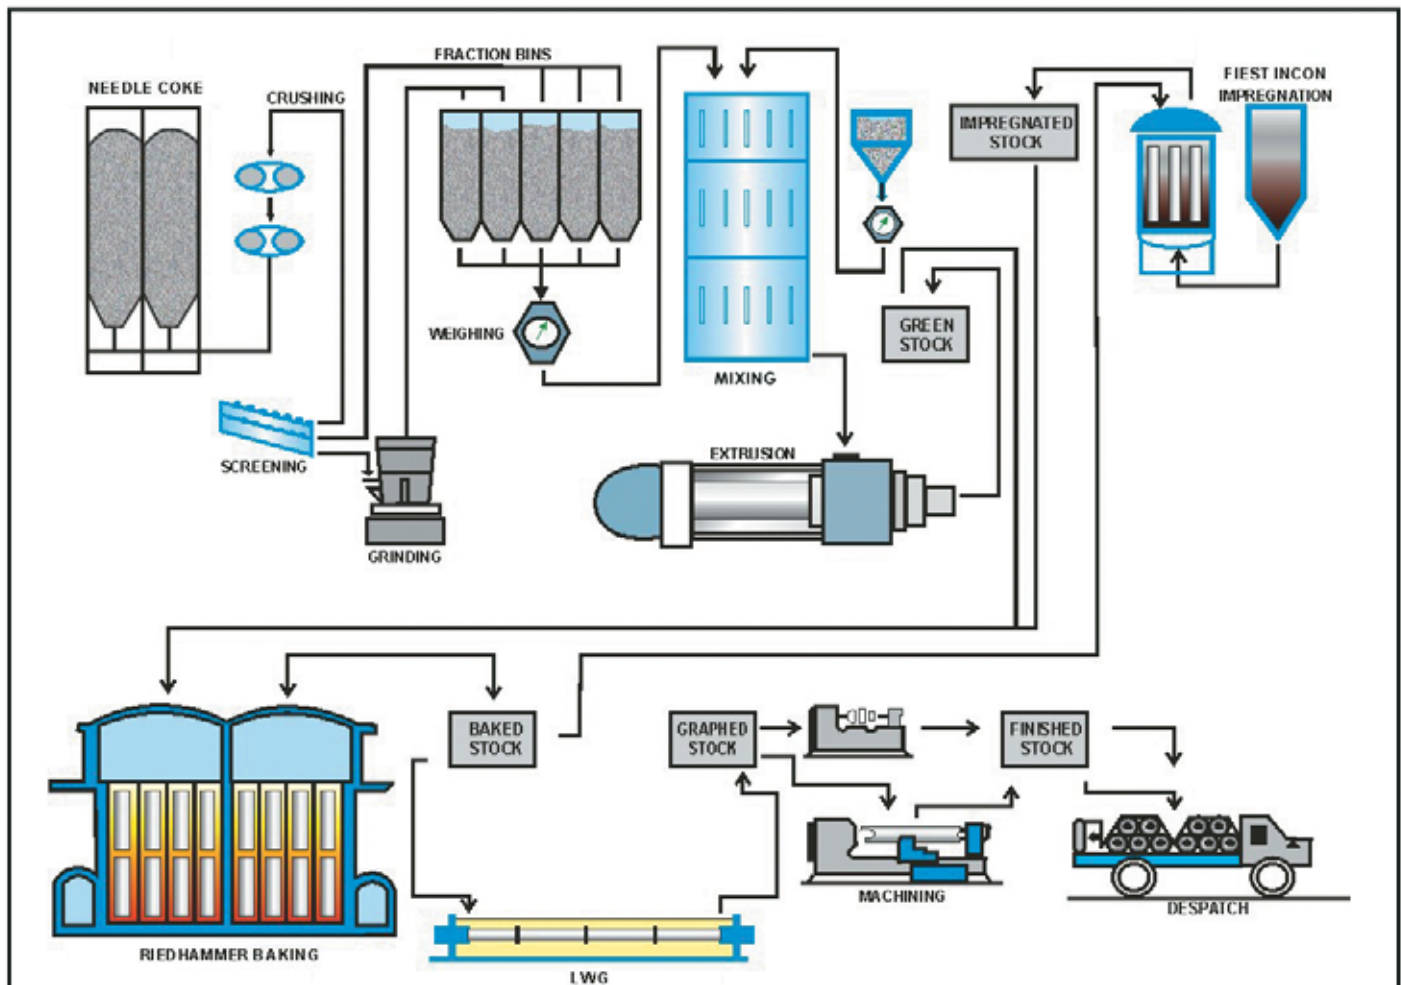 FRACTION BINS
NEEDLE COKE
CRUSHING
FIEST INCON
IMPREGNATION
IMPREGNATED
STOCK
GREEN
STOCK
WEIGHING
MIXING
SCREENING
EXTRUSION
GRINDING
BAKED
STOCK
GRAPHED
STOCK
FINISHED
STOCK
MACHINING
DESPATCH
RIEDHAMMER BAKING
LWG